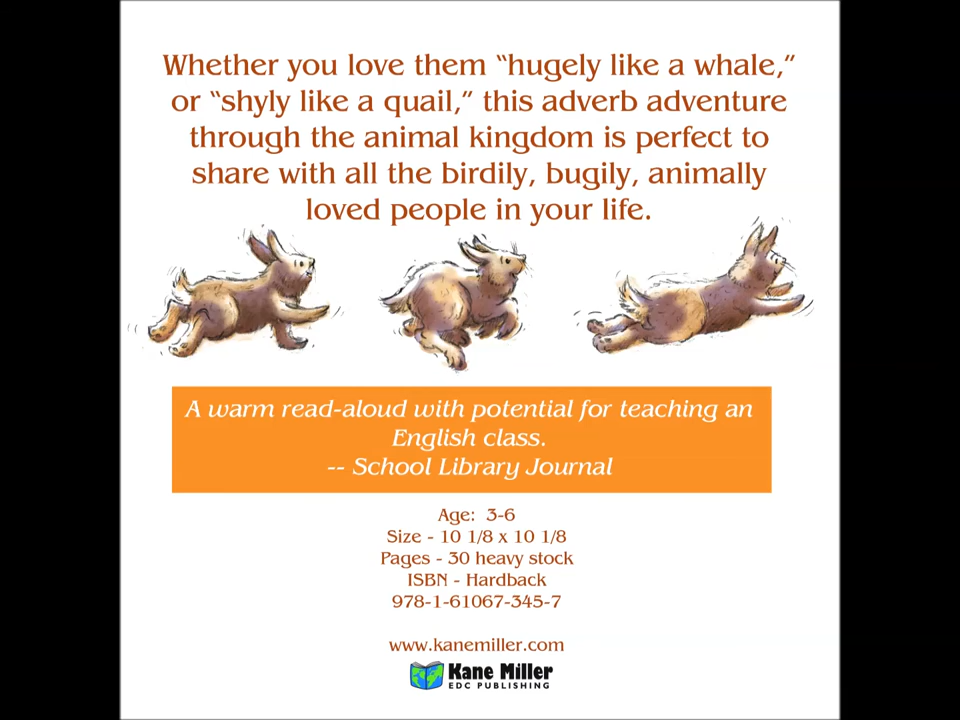 Whether you love them “hugely like a whale,”
or “shyly like a quail,” this adverb adventure
through the animal kingdom is perfect to
share with all the birdily, bugily, animally
loved people in your life.
A warm read-aloud with potential for teaching an
English class.
-- School Library Journal
Age:  3-6
Size - 10 1/8 x 10 1/8
Pages - 30 heavy stock
ISBN - Hardback
978-1-61067-345-7
www.kanemiller.com
Kane Miller
EDC PUBLISHING